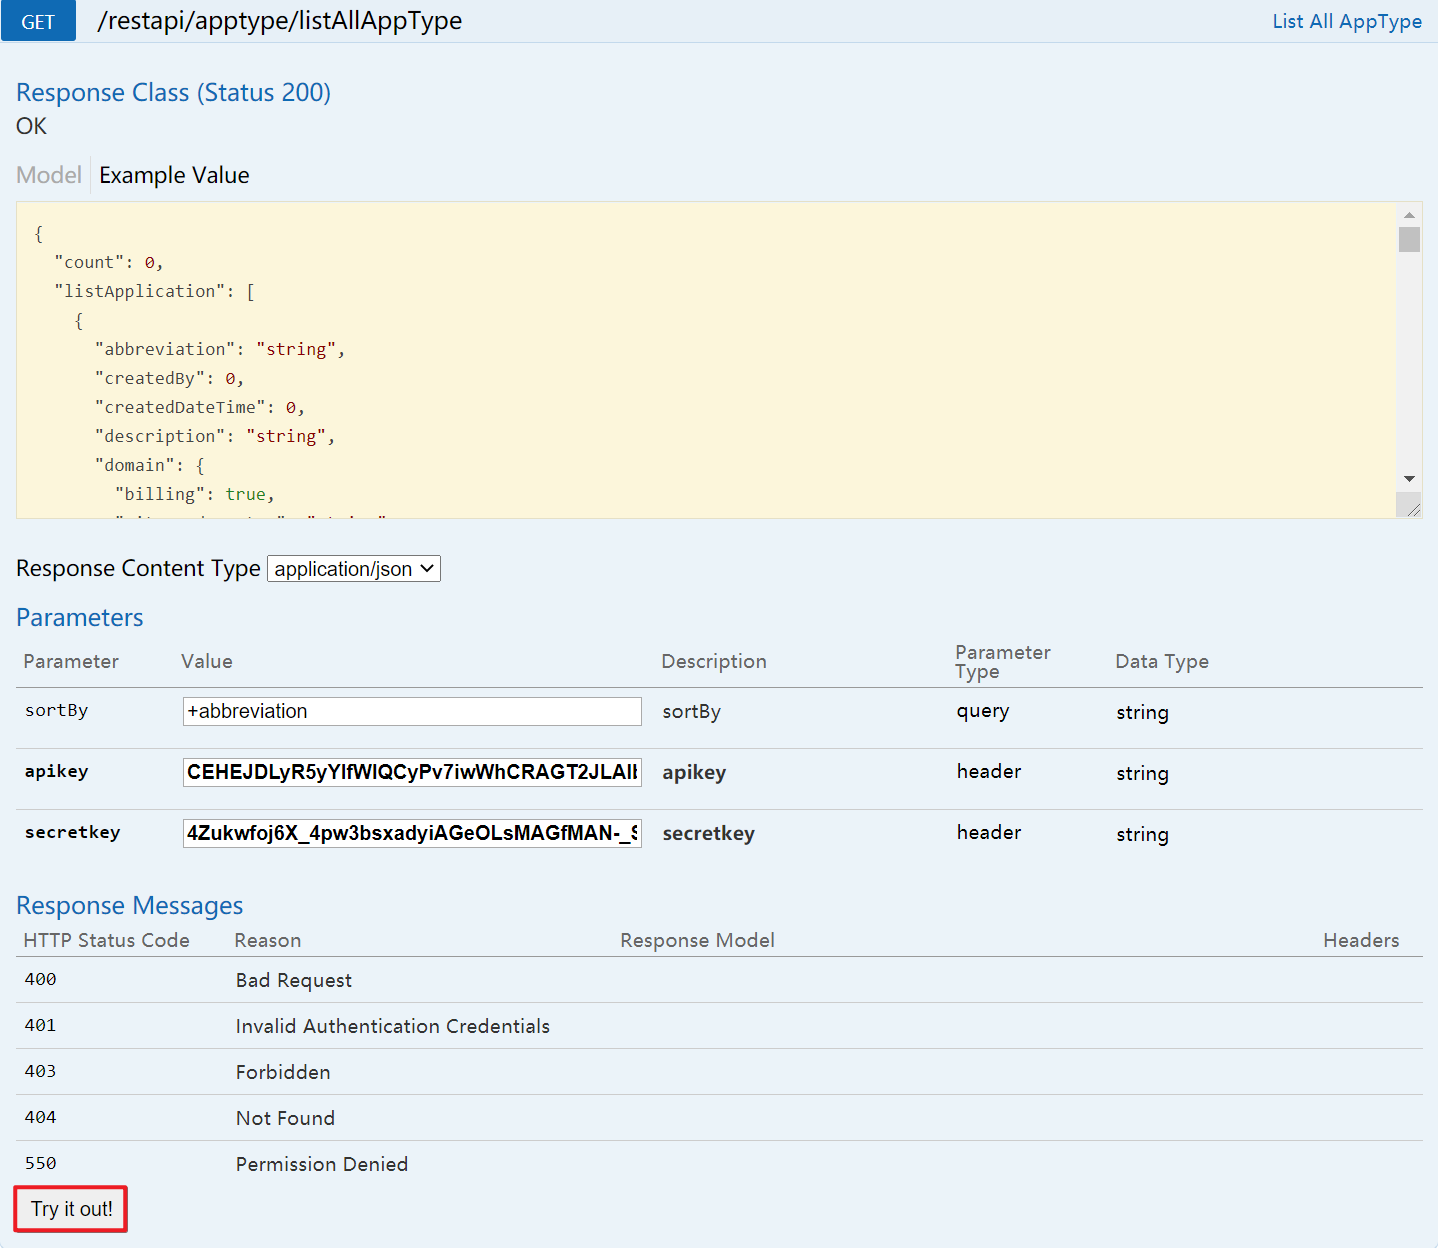 GET /restapi/apptype/listAllAppType List All AppType
Response Class (Status 200)
OK
Model Example Value
{
"count": 0,
"listApplication": [
{
"abbreviation": "string",
"createdBy": 0,
"createdDateTime": 0,
"description": "string",
"domain": {
"billing": true,
Response Content Type application/json
Parameters
Parameter Value Description Parameter Type Data Type
sortBy +abbreviation sortBy query string
apikey CEHEJDLyR5yYlfWlQCyPv7iwWhCRAGT2JLAlb apikey header string
secretkey 4Zukwfoj6X_4pw3bsxadyiAGeOLsMAGfMAN-_S secretkey header string
Response Messages
HTTP Status Code Reason Response Model Headers
400 Bad Request
401 Invalid Authentication Credentials
403 Forbidden
404 Not Found
550 Permission Denied
Try it out!